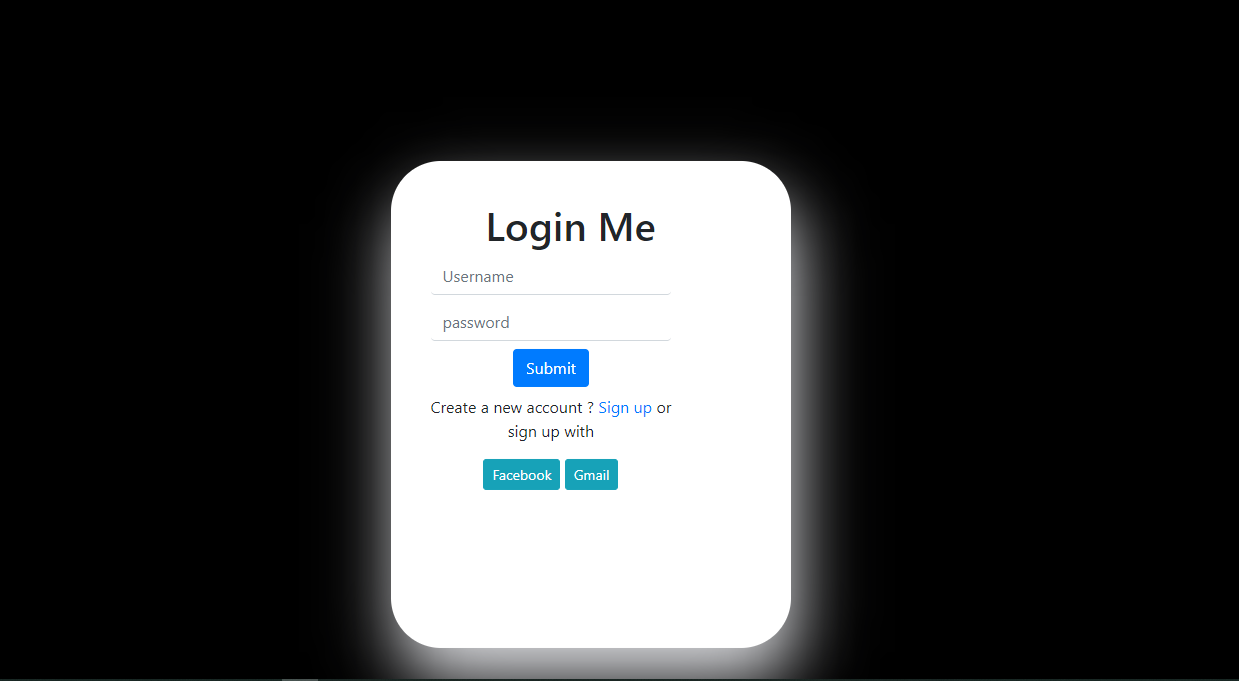 Login Me
Username
password
Submit
Create a new account ? Sign up or
sign up with
Facebook Gmail